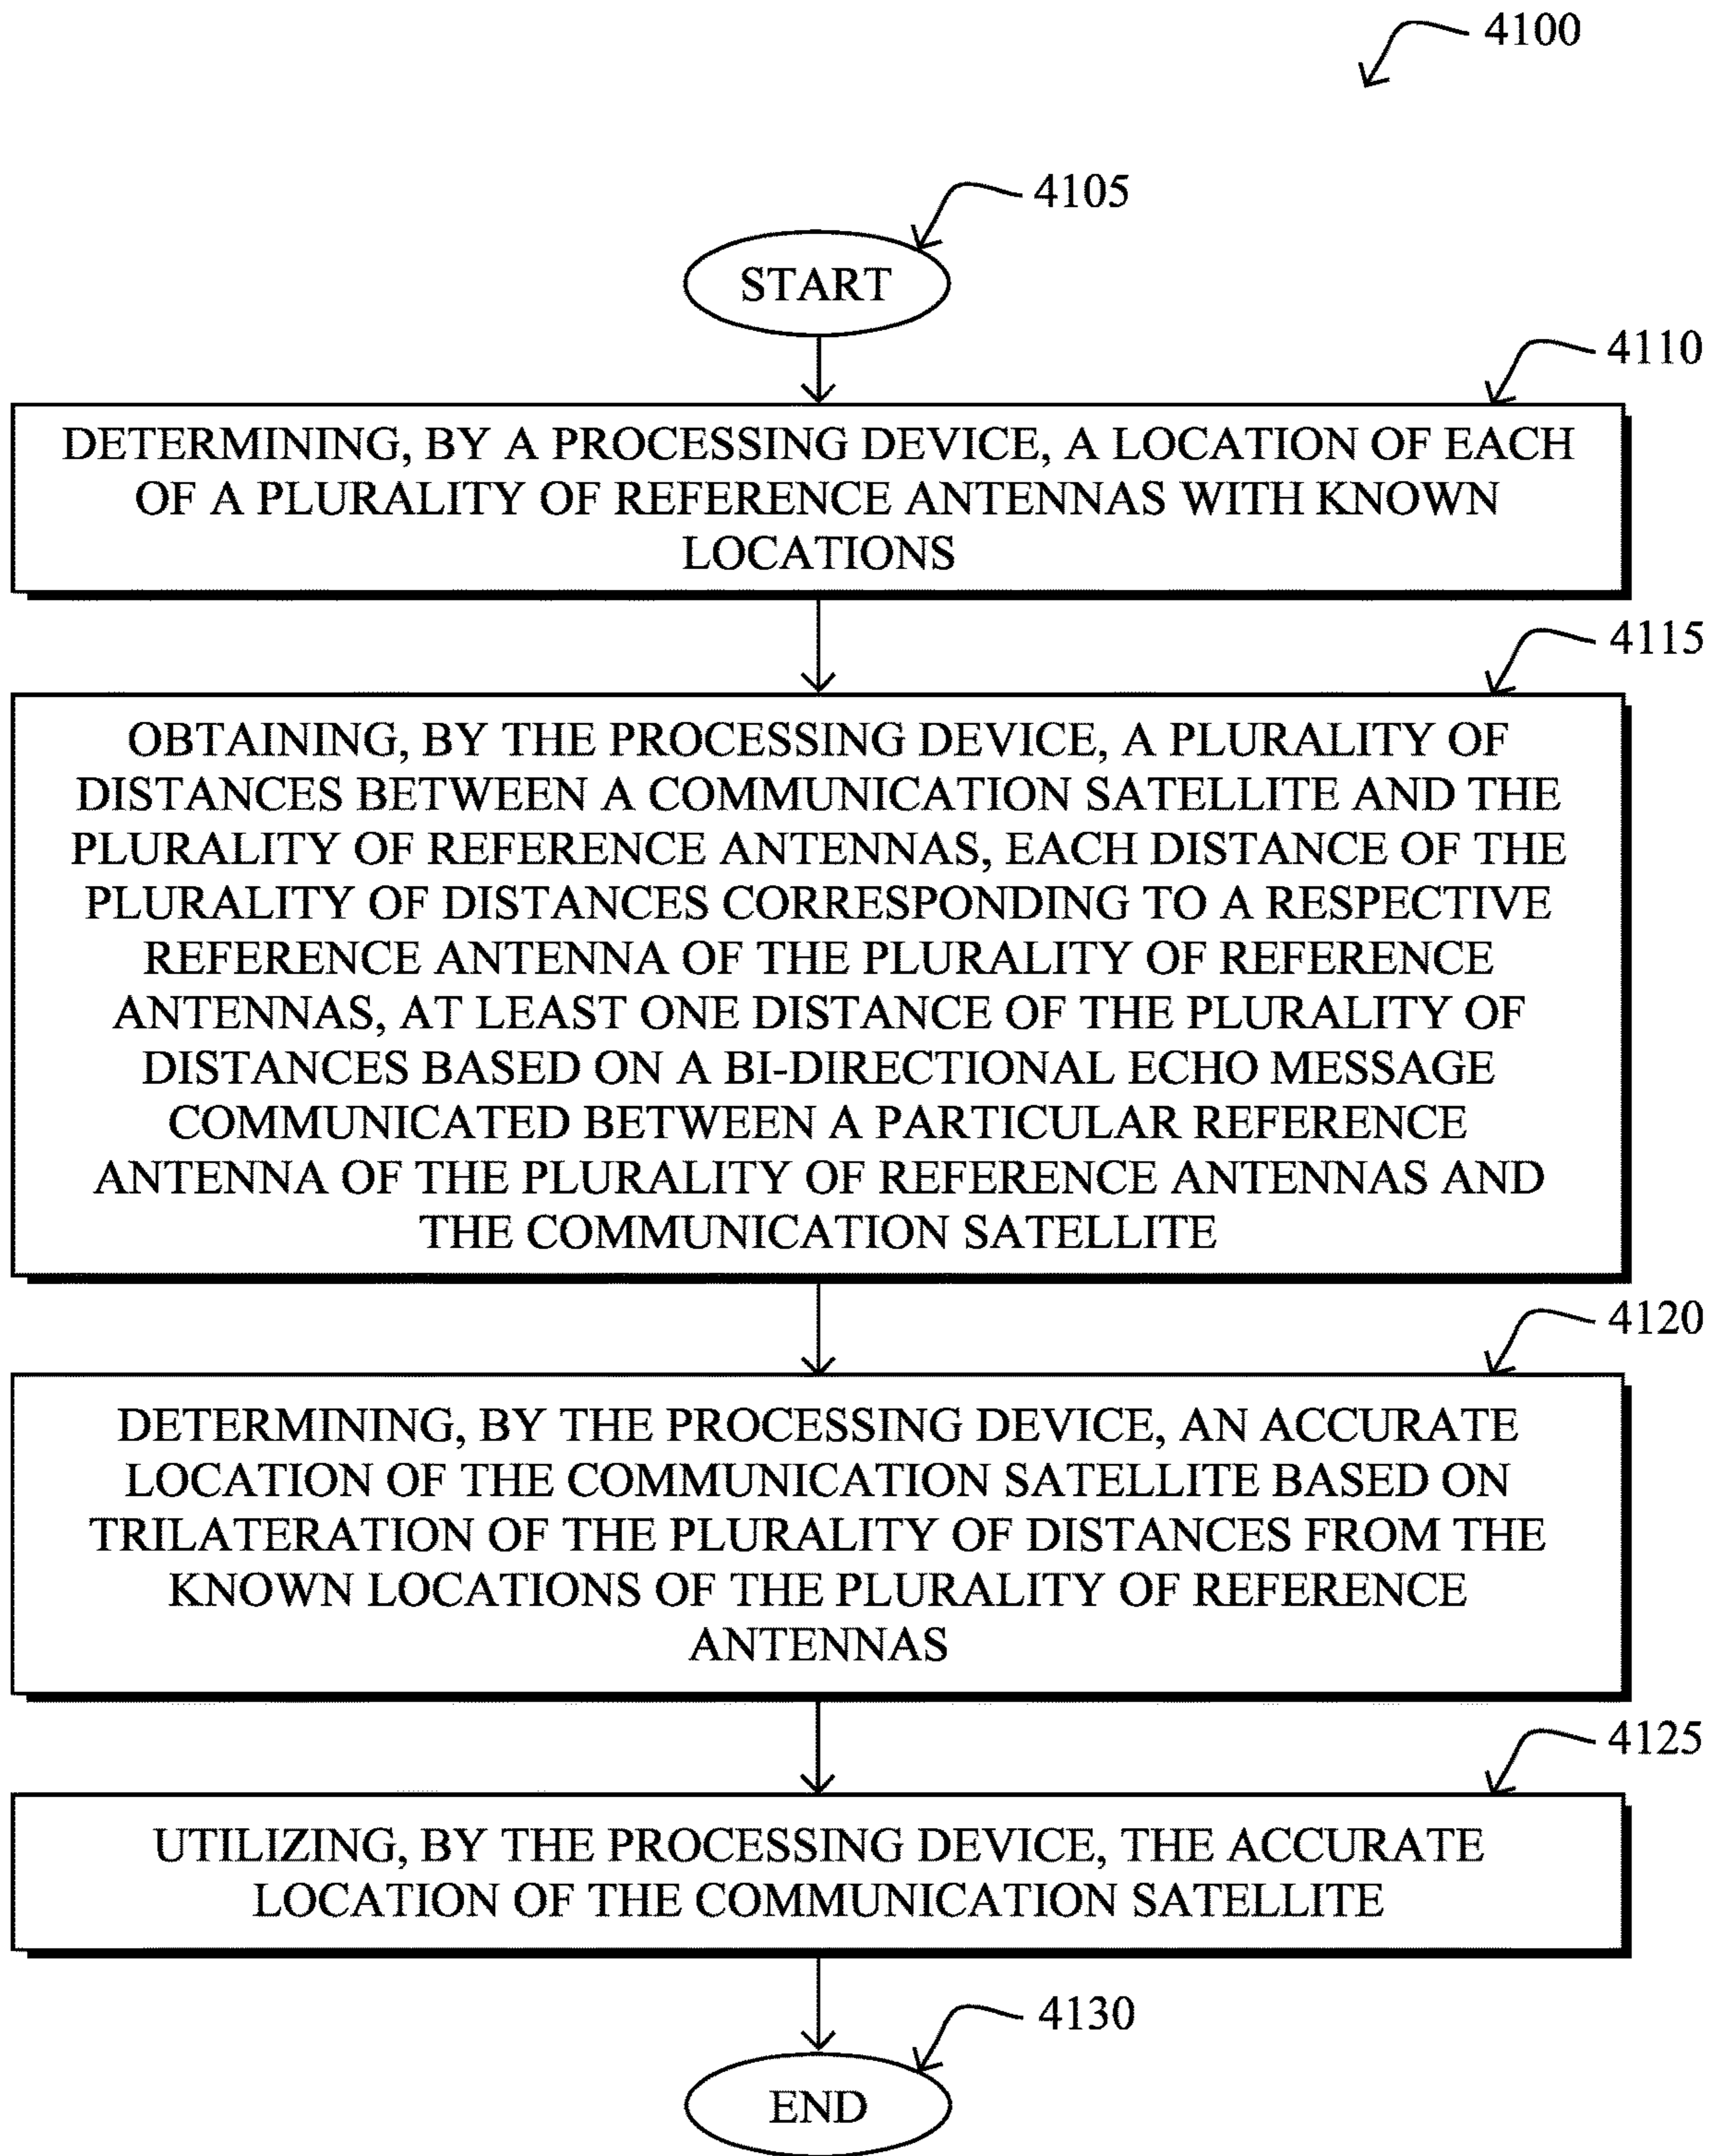 4100
4105
START
4110
DETERMINING, BY A PROCESSING DEVICE, A LOCATION OF EACH
OF A PLURALITY OF REFERENCE ANTENNAS WITH KNOWN
LOCATIONS
4115
OBTAINING, BY THE PROCESSING DEVICE, A PLURALITY OF
DISTANCES BETWEEN A COMMUNICATION SATELLITE AND THE
PLURALITY OF REFERENCE ANTENNAS, EACH DISTANCE OF THE
PLURALITY OF DISTANCES CORRESPONDING TO A RESPECTIVE
REFERENCE ANTENNA OF THE PLURALITY OF REFERENCE
ANTENNAS, AT LEAST ONE DISTANCE OF THE PLURALITY OF
DISTANCES BASED ON A BI-DIRECTIONAL ECHO MESSAGE
COMMUNICATED BETWEEN A PARTICULAR REFERENCE
ANTENNA OF THE PLURALITY OF REFERENCE ANTENNAS AND
THE COMMUNICATION SATELLITE
4120
DETERMINING, BY THE PROCESSING DEVICE, AN ACCURATE
LOCATION OF THE COMMUNICATION SATELLITE BASED ON
TRILATERATION OF THE PLURALITY OF DISTANCES FROM THE
KNOWN LOCATIONS OF THE PLURALITY OF REFERENCE
ANTENNAS
4125
UTILIZING, BY THE PROCESSING DEVICE, THE ACCURATE
LOCATION OF THE COMMUNICATION SATELLITE
4130
END